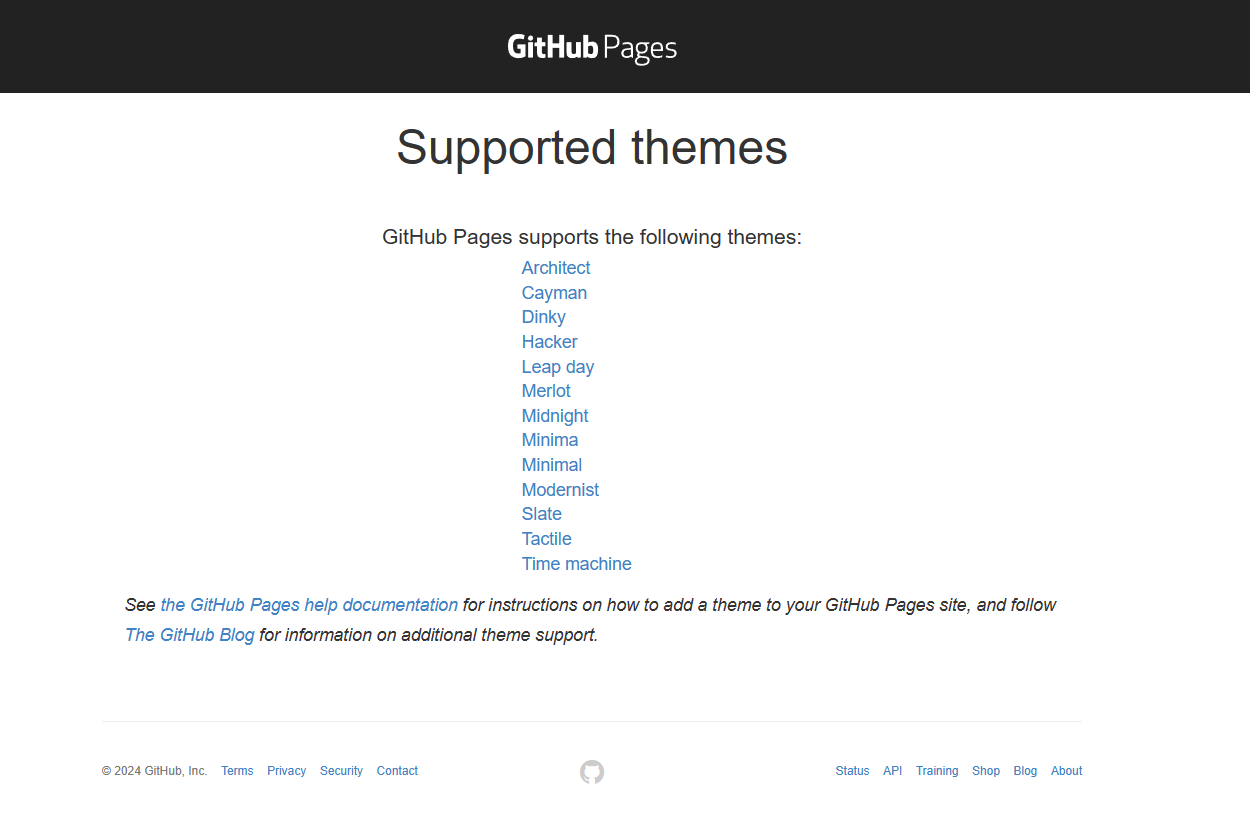 GitHub Pages
Supported themes
GitHub Pages supports the following themes:
Architect
Cayman
Dinky
Hacker
Leap day
Merlot
Midnight
Minima
Minimal
Modernist
Slate
Tactile
Time machine
See the GitHub Pages help documentation for instructions on how to add a theme to your GitHub Pages site, and follow
The GitHub Blog for information on additional theme support.
© 2024 GitHub, Inc. Terms Privacy Security Contact Status API Training Shop Blog About